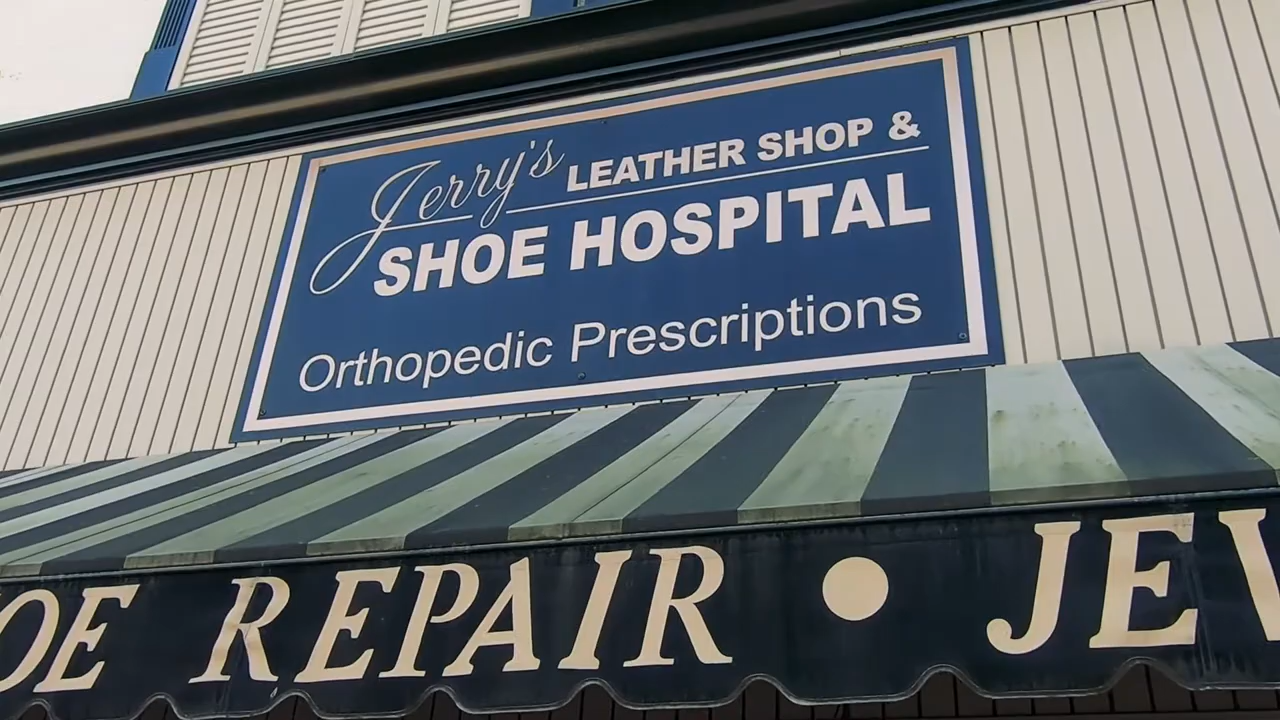 Jerry's LEATHER SHOP &
SHOE HOSPITAL
Orthopedic Prescriptions
REPAIR •